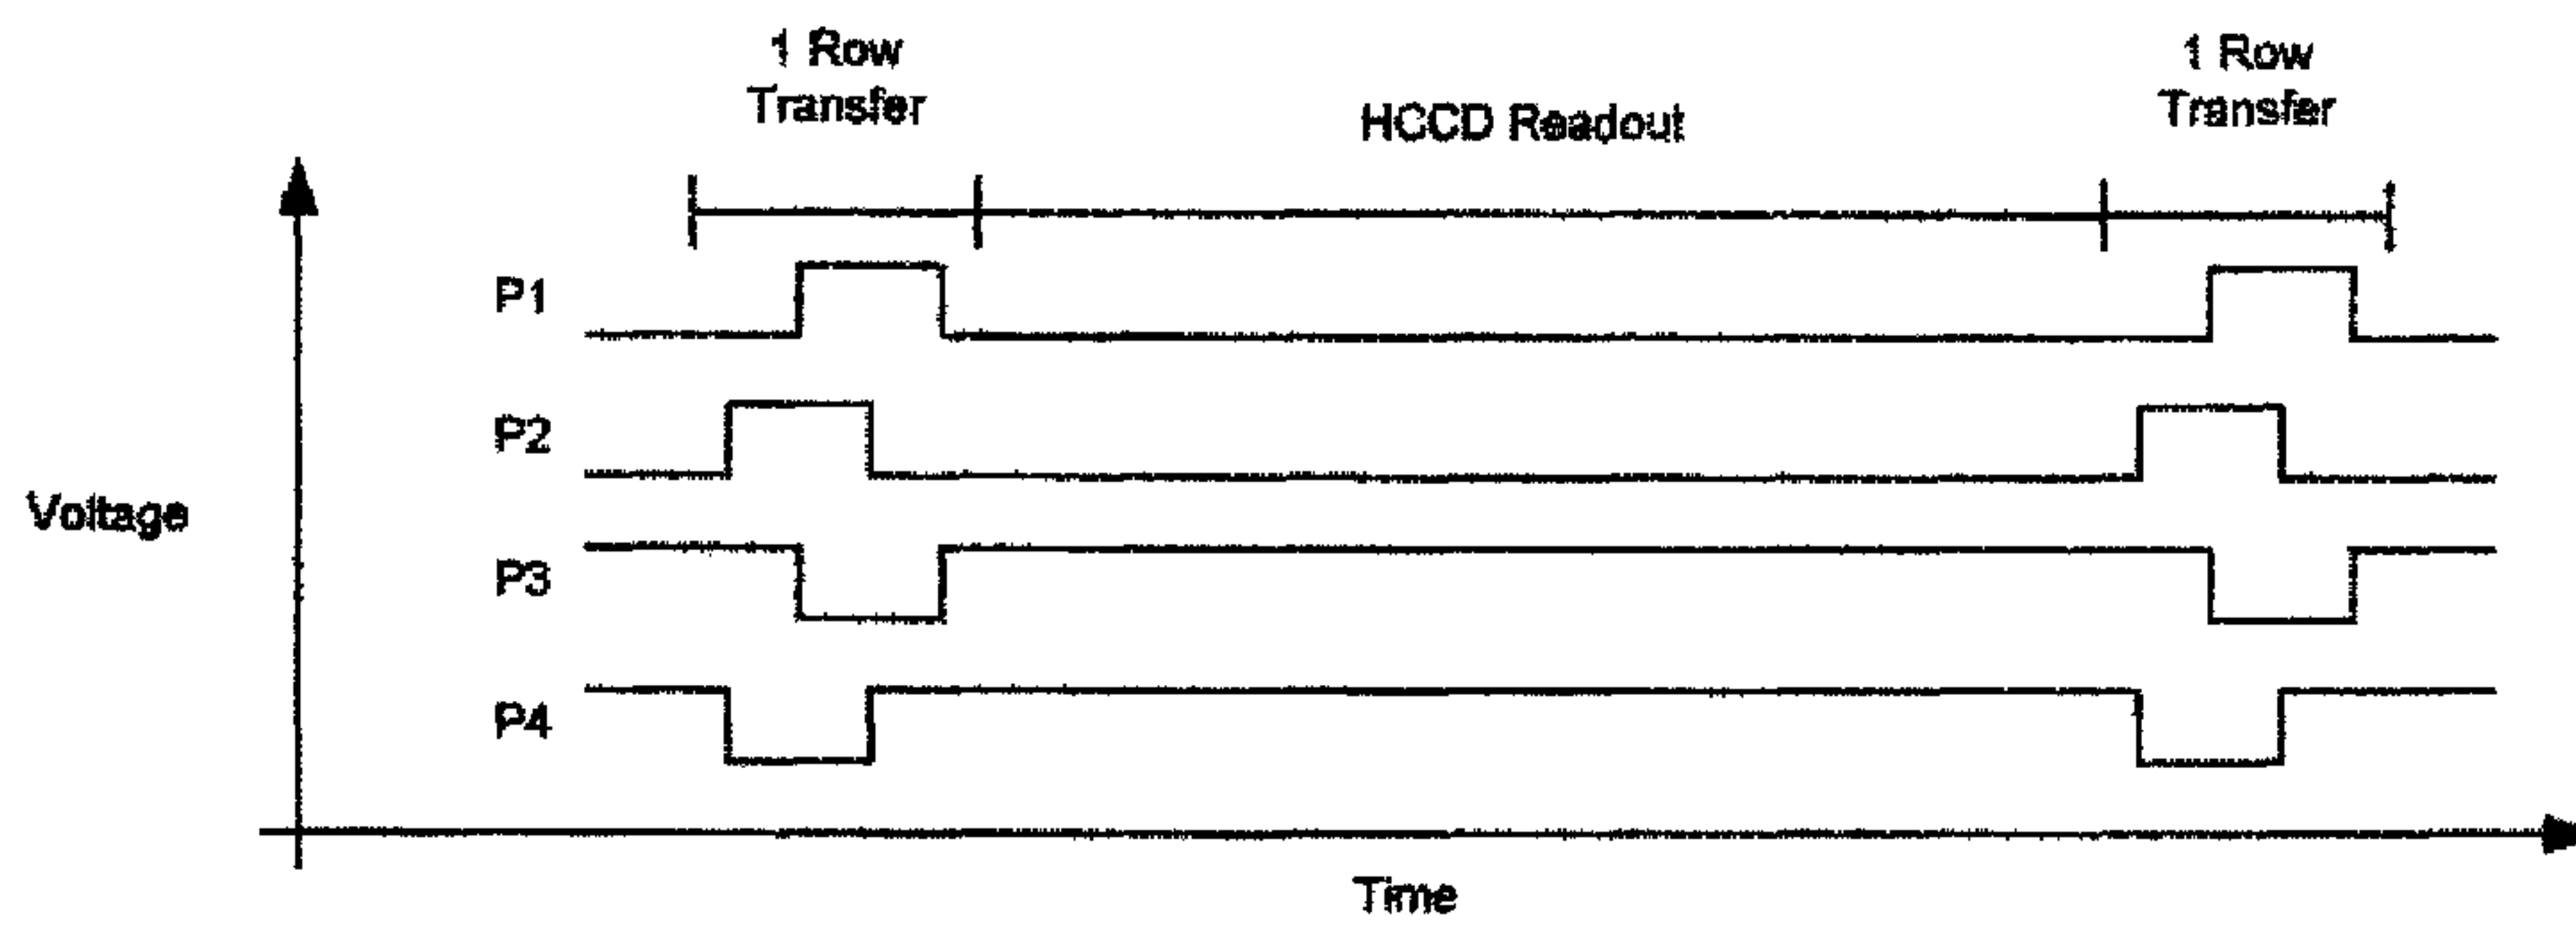 1 Row
Transfer
HCCD Readout
1 Row
Transfer
P1
P2
Voltage
P3
P4
Time